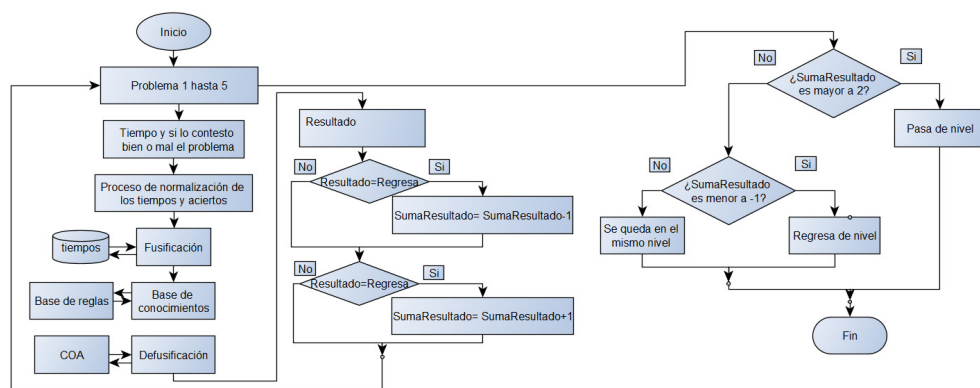 Inicio
Problema 1 hasta 5
Tiempo y si lo contesto
bien o mal el problema
Proceso de normalización de
los tiempos y aciertos
tiempos
Fusificación
Base de reglas
Base de
conocimientos
COA
Defusificación
Resultado
No
Si
Resultado=Regresa
SumaResultado= SumaResultado-1
No
Si
Resultado=Regresa
SumaResultado= SumaResultado+1
No
Si
¿SumaResultado
es mayor a 2?
Pasa de nivel
No
Si
¿SumaResultado
es menor a -1?
Se queda en el
mismo nivel
Regresa de nivel
Fin